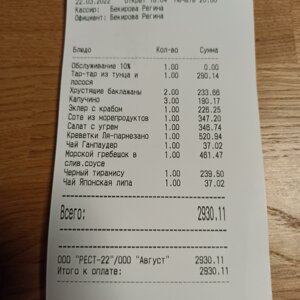 22.03.2022 Открыт 18:04 Печать 20:00
Кассир: Бекирова Регина
Официант: Бекирова Регина
Блюдо Кол-во Сумма
Обслуживание 10% 1.00 0.00
Тар-тар из тунца и 1.00 290.14
лосося
Хрустящие баклажаны 2.00 233.66
Капучино 3.00 190.17
Эклер с крабом 1.00 226.25
Соте из морепродуктов 1.00 347.20
Салат с угрем 1.00 346.74
Креветки Ля-пармезано 1.00 520.94
Чай Ганпаудер 1.00 37.02
Морской гребешок в 1.00 461.47
слив.соусе
Черный тирамису 1.00 239.50
Чай Японская липа 1.00 37.02
Всего: 2930.11
ООО "РЕСТ-22"/ООО "Август" 2930.11
Итого к оплате: 2930.11